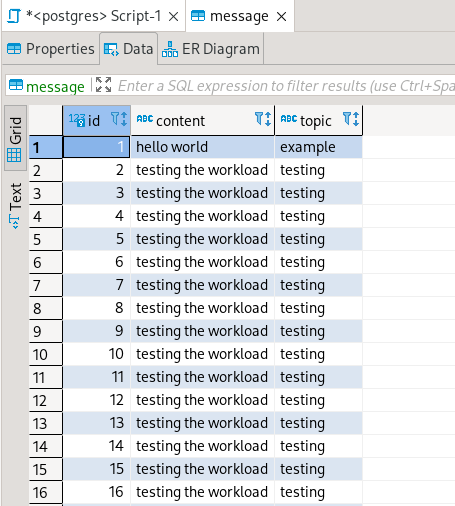 *<postgres> Script-1 message
Properties Data ER Diagram
message Enter a SQL expression to filter results (use Ctrl+Spa
Grid
Text
id content topic
1 1 hello world example
2 2 testing the workload testing
3 3 testing the workload testing
4 4 testing the workload testing
5 5 testing the workload testing
6 6 testing the workload testing
7 7 testing the workload testing
8 8 testing the workload testing
9 9 testing the workload testing
10 10 testing the workload testing
11 11 testing the workload testing
12 12 testing the workload testing
13 13 testing the workload testing
14 14 testing the workload testing
15 15 testing the workload testing
16 16 testing the workload testing